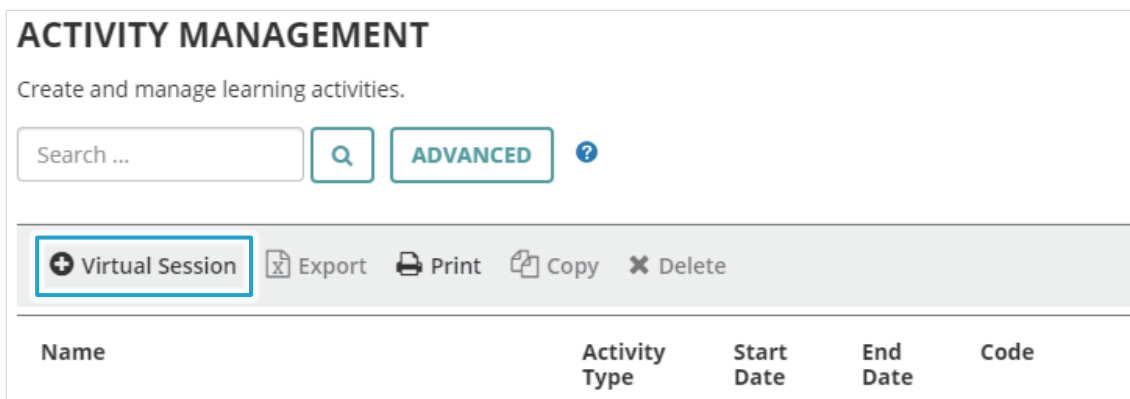 ACTIVITY MANAGEMENT
Create and manage learning activities.
Search ... ADVANCED ?
Virtual Session Export Print Copy Delete
Name Activity Type Start Date End Date Code